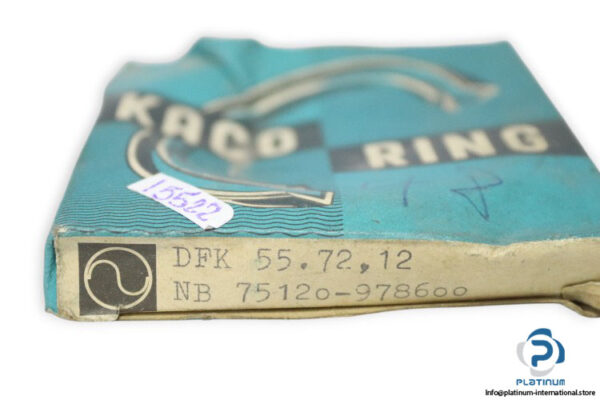 KACO
RING
15522
DFK 55.72,12
NB 75120-978600
PLATINUM
Info@platinum-international.store